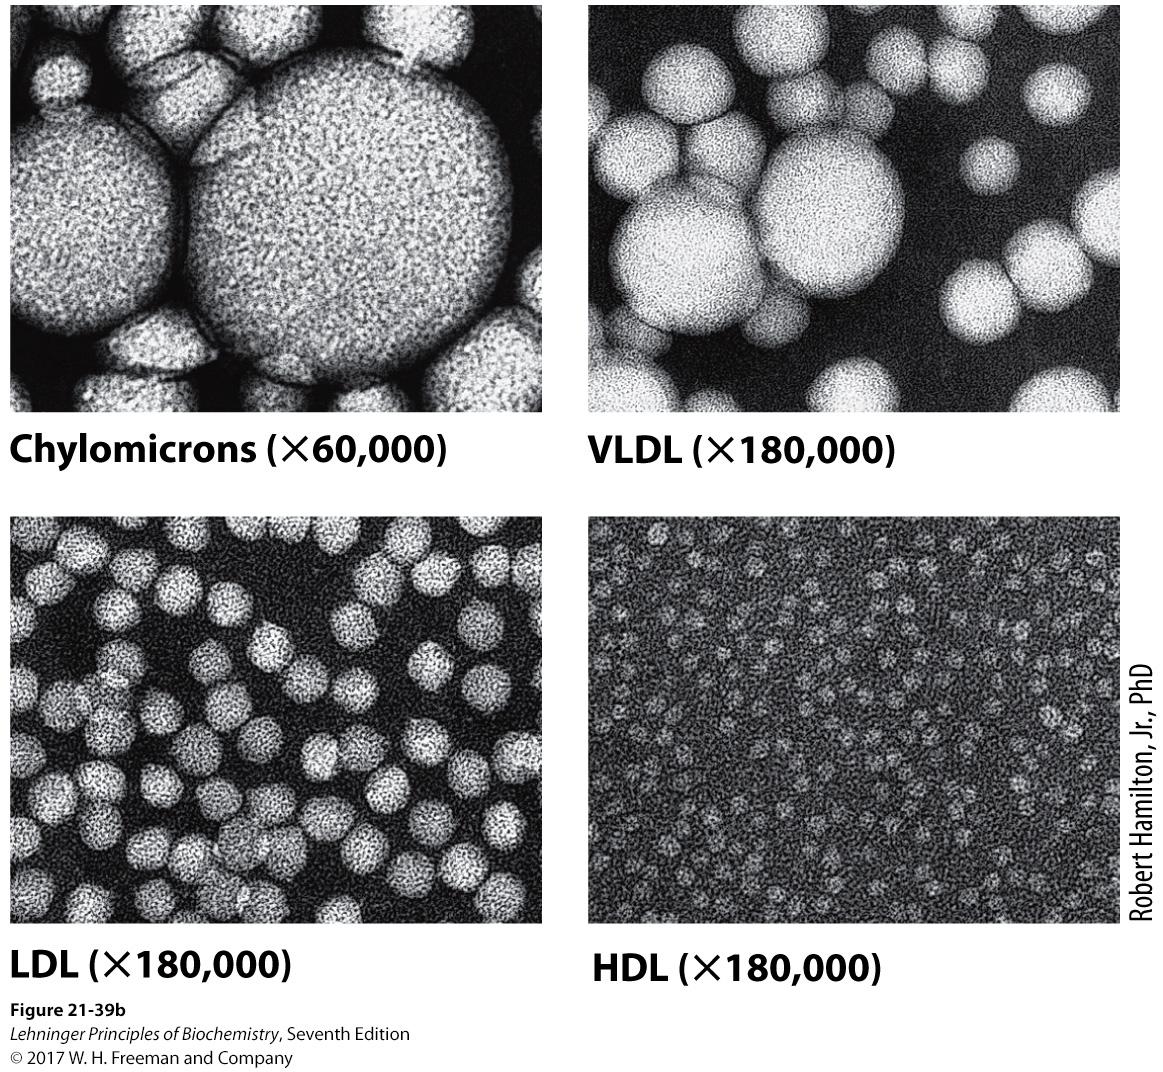 Chylomicrons (×60,000)
VLDL (×180,000)
LDL (×180,000)
HDL (×180,000)
Robert Hamilton, Jr., PhD
Figure 21-39b
Lehninger Principles of Biochemistry, Seventh Edition
© 2017 W. H. Freeman and Company